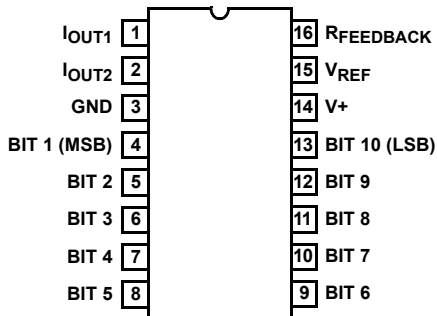 IOUT1 1 16 RFEEDBACK
IOUT2 2 15 VREF
GND 3 14 V+
BIT 1 (MSB) 4 13 BIT 10 (LSB)
BIT 2 5 12 BIT 9
BIT 3 6 11 BIT 8
BIT 4 7 10 BIT 7
BIT 5 8 9 BIT 6